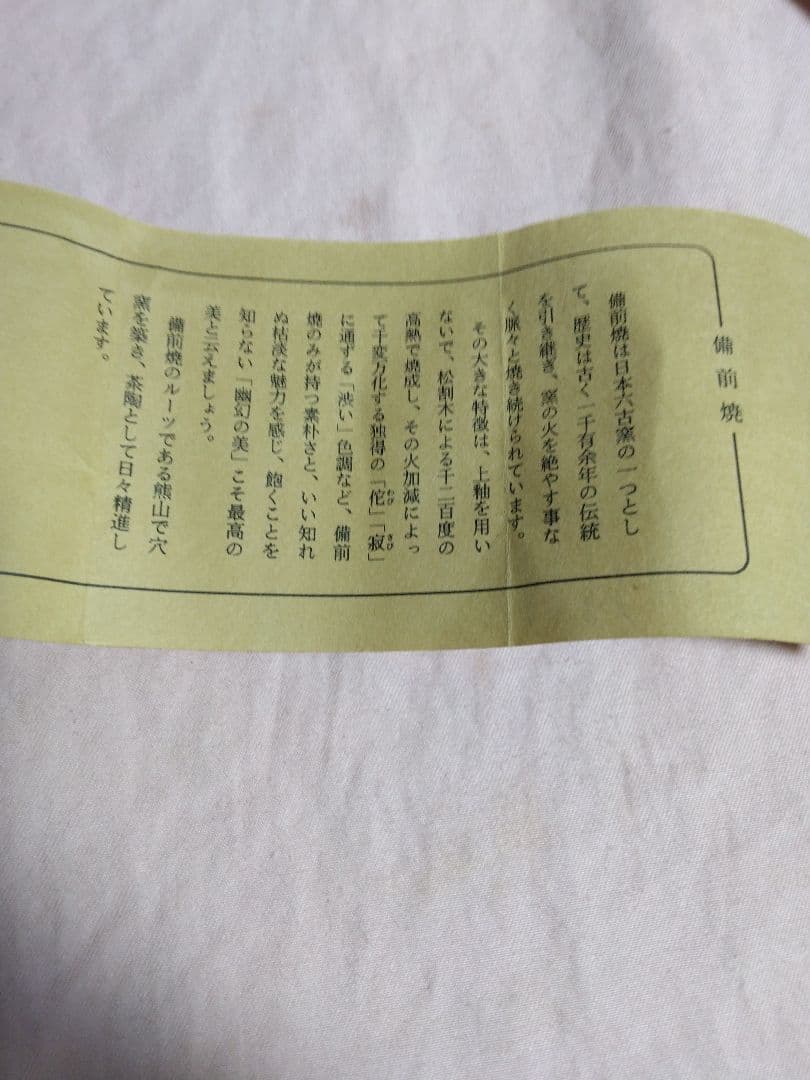 備前焼
備前焼は日本六古窯の一つとし
て、歴史は古く一千有余年の伝統
を引き継ぎ、窯の火を絶やす事な
く脈々と焼き続けられています。
その大きな特徴は、上釉を用い
ないで、松割木による千二百度の
高熱で焼成し、その火加減によっ
て千変万化する独得の「侘」「寂」
わび
さび
に通ずる「渋い」色調など、備前
焼のみが持つ素朴さと、いい知れ
ぬ枯淡な魅力を感じ、飽くことを
知らない「幽幻の美」こそ最高の
美と云えましょう。
備前焼のルーツである熊山で穴
窯を築き、茶陶として日々精進し
ています。